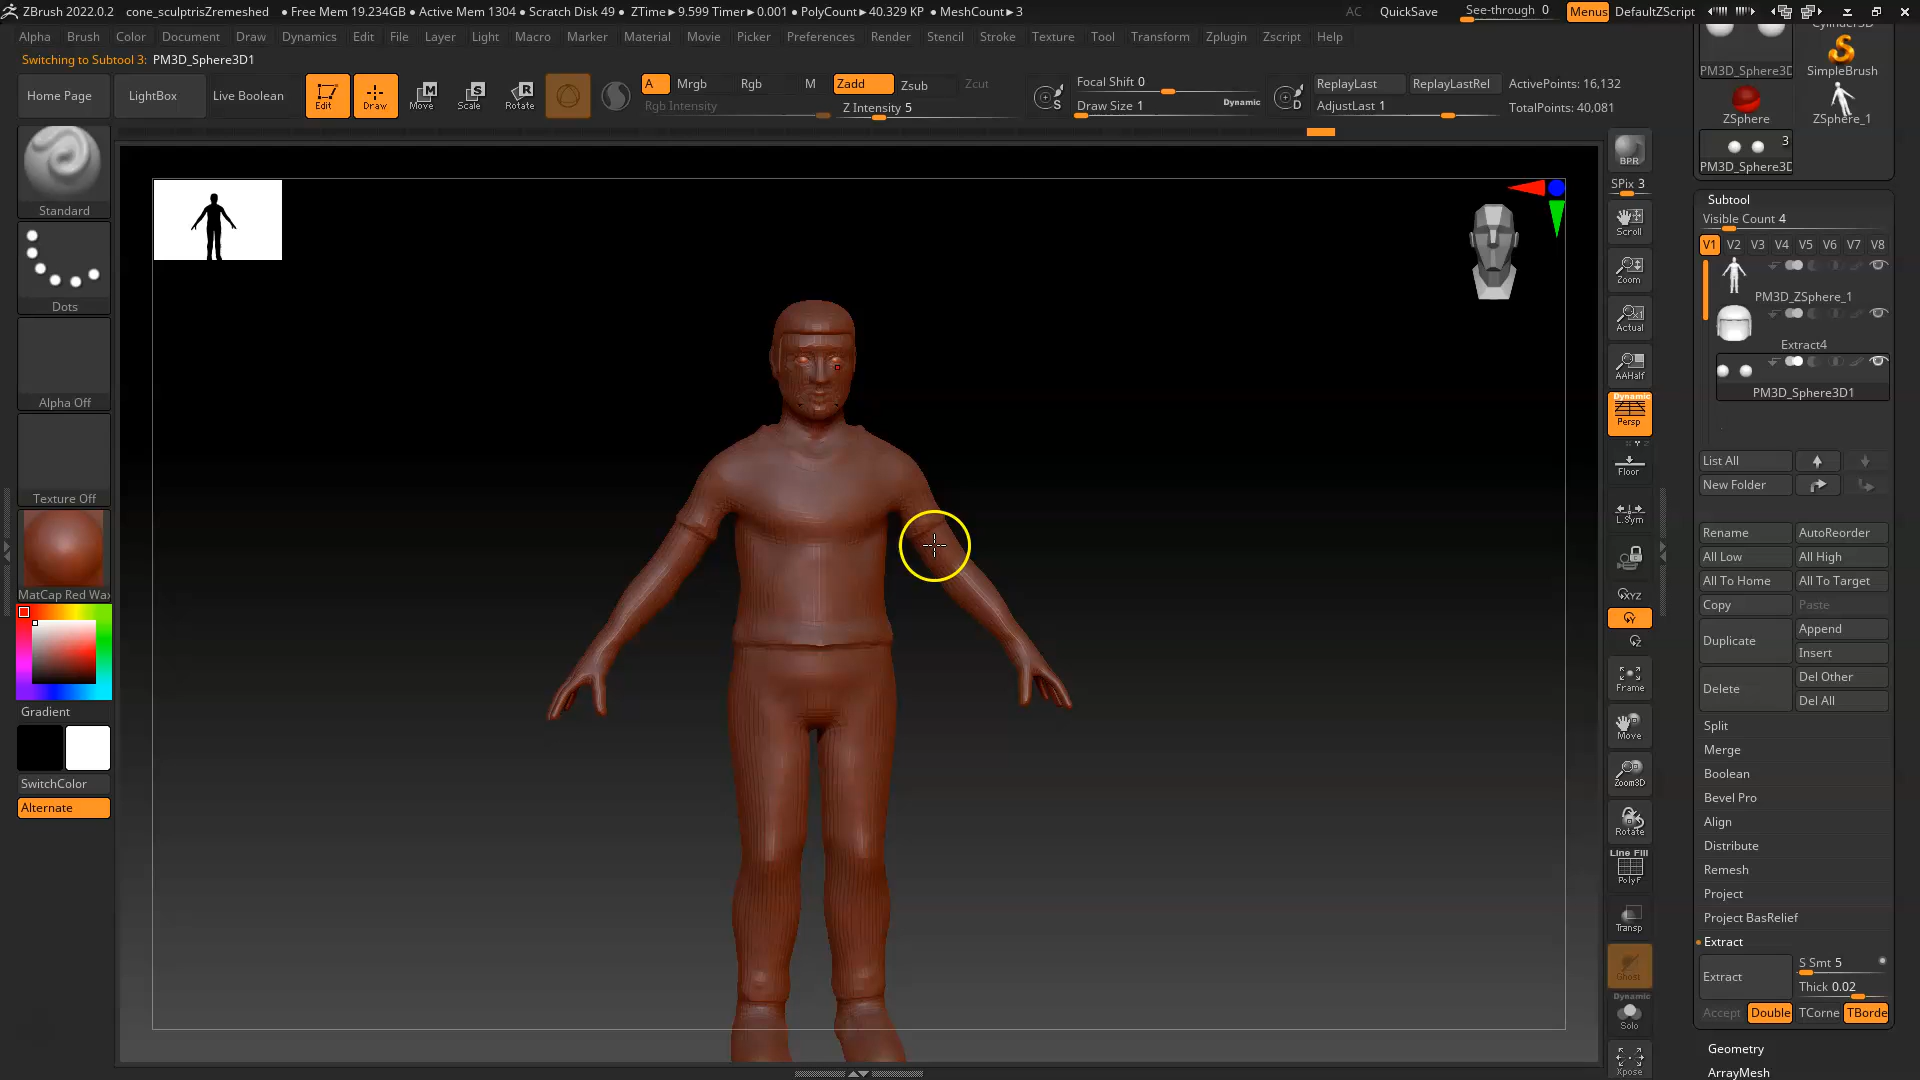 ZBrush 2022.0.2 cone_sculptrisZremeshed • Free Mem 19.234GB • Active Mem 1304 • Scratch Disk 49 • ZTime▸9.599 Timer▸0.001 • PolyCount▸40.329 KP • MeshCount▸3 AC QuickSave See-through 0 Menus DefaultZScript
Alpha Brush Color Document Draw Dynamics Edit File Layer Light Macro Marker Material Movie Picker Preferences Render Stencil Stroke Texture Tool Transform Zplugin Zscript Help
Switching to Subtool 3: PM3D_Sphere3D1
Home Page LightBox Live Boolean Edit Draw Move Scale Rotate
A Mrgb Rgb M Zadd Zsub Zcut
Rgb Intensity Z Intensity 5
S Focal Shift 0
Draw Size 1 Dynamic
D ReplayLast ReplayLastRel ActivePoints: 16,132
AdjustLast 1 TotalPoints: 40,081
Standard
Dots
Alpha Off
Texture Off
MatCap Red Wax
Gradient
SwitchColor
Alternate
BPR
SPix 3
Scroll
Zoom
Actual
AAHalf
Dynamic
Persp
Floor
L.Sym
XYZ
Y
Z
Frame
Move
Zoom3D
Rotate
Line Fill
PolyF
Transp
Ghost
Dynamic
Solo
Xpose
PM3D_Sphere3D SimpleBrush
ZSphere ZSphere_1
3
PM3D_Sphere3D
Subtool
Visible Count 4
V1 V2 V3 V4 V5 V6 V7 V8
PM3D_ZSphere_1
Extract4
PM3D_Sphere3D1
List All
New Folder
Rename AutoReorder
All Low All High
All To Home All To Target
Copy Paste
Duplicate Append
Insert
Delete Del Other
Del All
Split
Merge
Boolean
Bevel Pro
Align
Distribute
Remesh
Project
Project BasRelief
Extract
Extract S Smt 5
Thick 0.02
Accept Double TCorne TBorde
Geometry
ArrayMesh